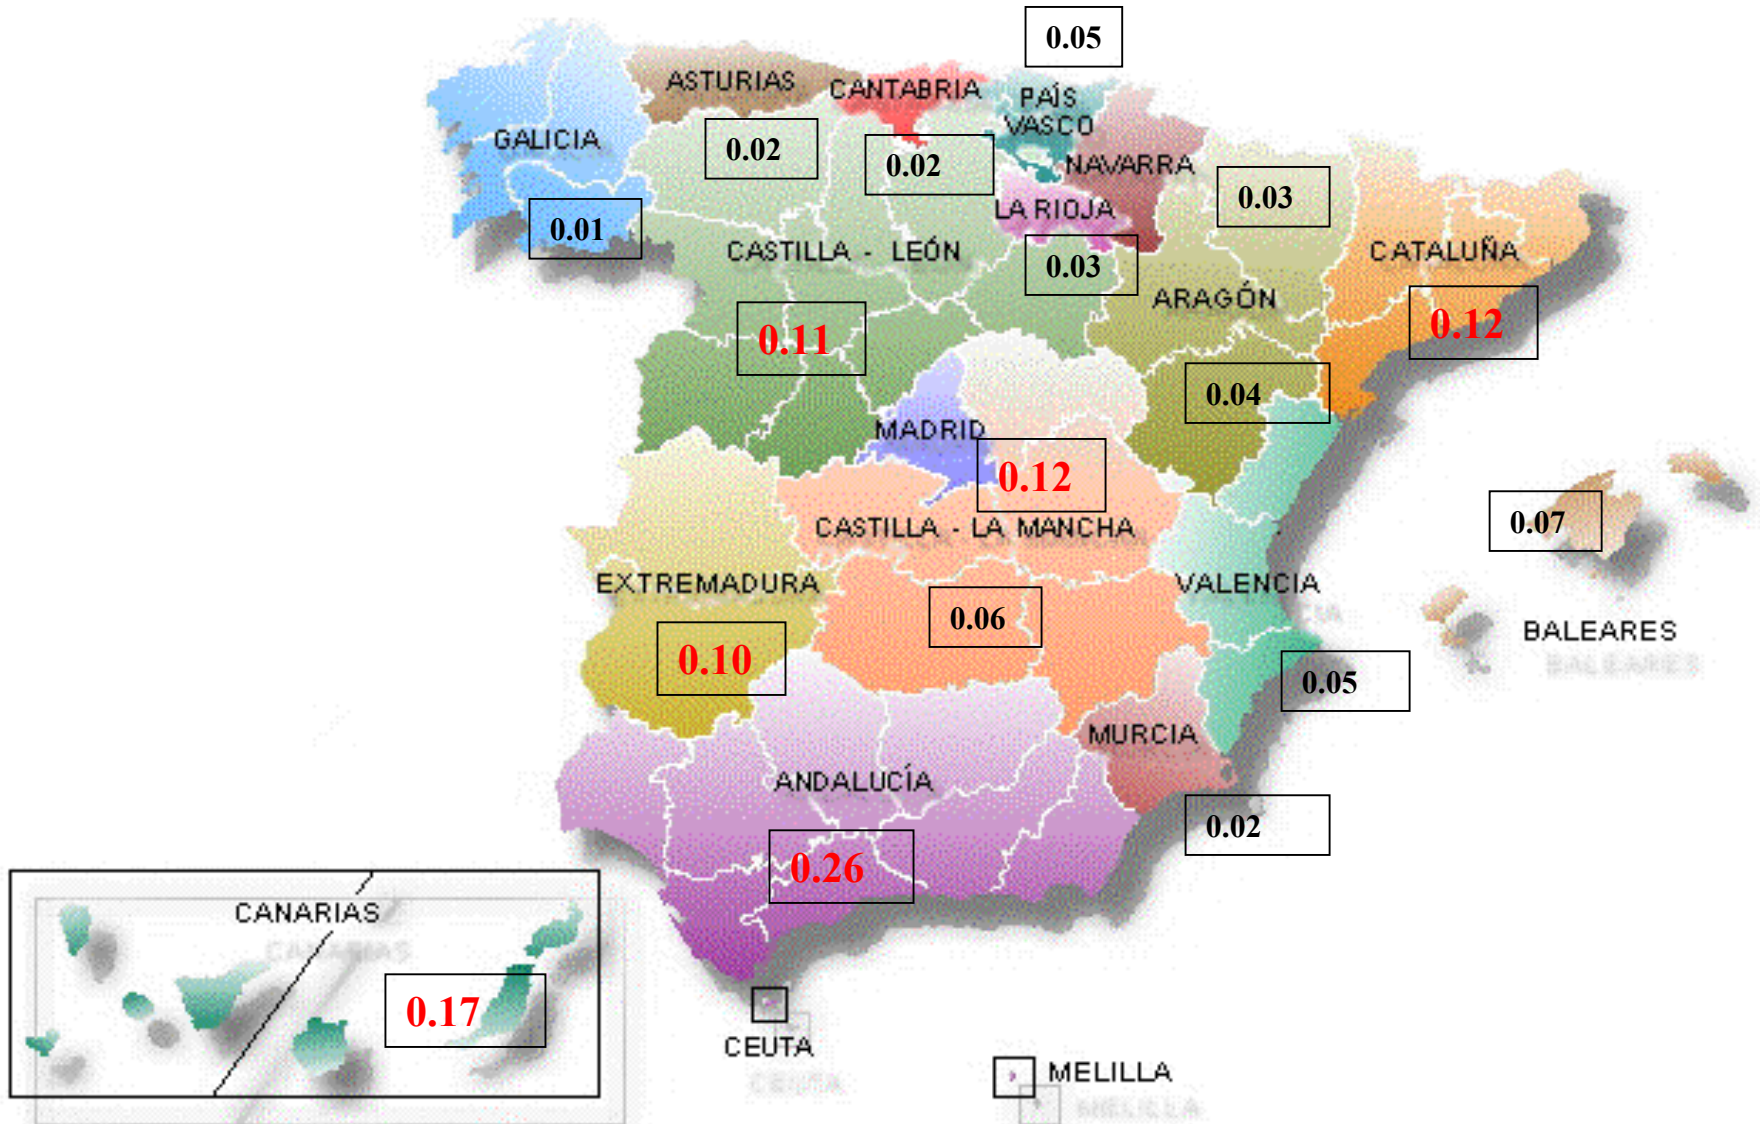 0.05
ASTURIAS
CANTABRIA
PAÍS
VASCO
GALICIA
0.02
0.02
NAVARRA
0.03
LA RIOJA
0.01
CASTILLA - LEÓN
0.03
CATALUÑA
ARAGÓN
0.11
0.12
0.04
MADRID
0.12
0.07
CASTILLA - LA MANCHA
EXTREMADURA
VALENCIA
0.06
BALEARES
0.10
0.05
MURCIA
ANDALUCÍA
0.02
0.26
CANARIAS
0.17
CEUTA
MELILLA